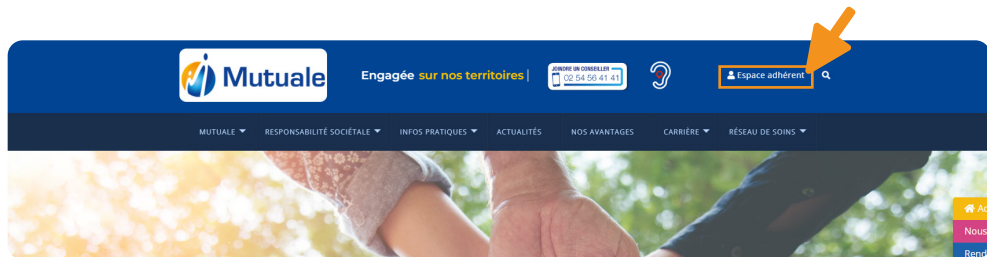 Mutuale
Engagée sur nos territoires|
JOINDRE UN CONSEILLER
02 54 56 41 41
Espace adhérent
MUTUALE
RESPONSABILITÉ SOCIÉTALE
INFOS PRATIQUES
ACTUALITÉS
NOS AVANTAGES
CARRIÈRE
RÉSEAU DE SOINS
Nous